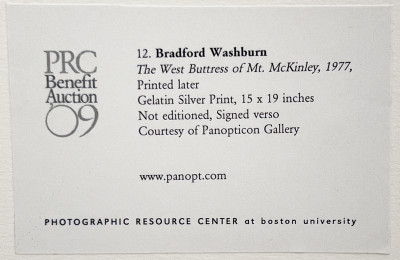 PRC
Benefit
Auction
09
12. Bradford Washburn
The West Buttress of Mt. McKinley, 1977,
Printed later
Gelatin Silver Print, 15 x 19 inches
Not editioned, Signed verso
Courtesy of Panopticon Gallery
www.panopt.com
PHOTOGRAPHIC RESOURCE CENTER at boston university